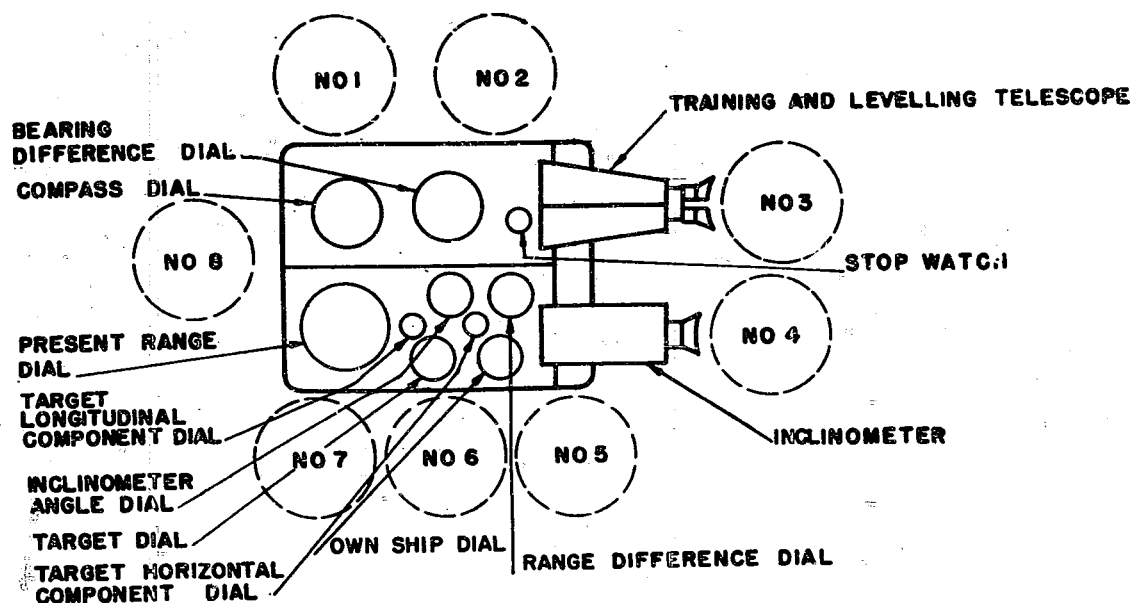 NO 1
NO 2
TRAINING AND LEVELLING TELESCOPE
BEARING
DIFFERENCE DIAL
COMPASS DIAL
NO 3
NO 8
STOP WATCH
NO 4
PRESENT RANGE
DIAL
TARGET
LONGITUDINAL
COMPONENT DIAL
INCLINOMETER
NO 7
NO 6
NO 5
INCLINOMETER
ANGLE DIAL
TARGET DIAL
OWN SHIP DIAL
RANGE DIFFERENCE DIAL
TARGET HORIZONTAL
COMPONENT DIAL